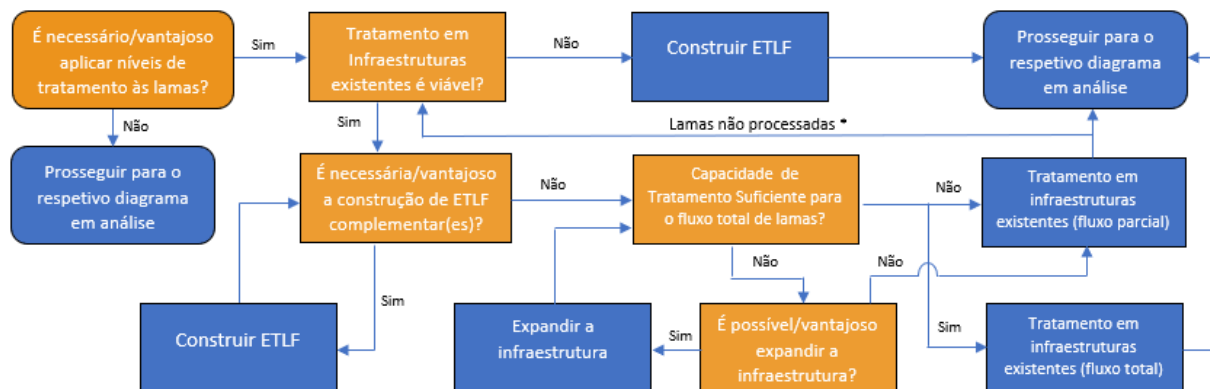 É necessário/vantajoso
aplicar níveis de
tratamento às lamas?
Sim
Tratamento em
Infraestruturas
existentes é viável?
Não
Construir ETLF
Prosseguir para o
respetivo diagrama
em análise
Não
Sim
Lamas não processadas *
Prosseguir para o
respetivo diagrama
em análise
É necessária/vantajoso
a construção de ETLF
complementar(es)?
Não
Capacidade de
Tratamento Suficiente para
o fluxo total de lamas?
Não
Tratamento em
infraestruturas
existentes (fluxo parcial)
Sim
Não
Não
Construir ETLF
Expandir a
infraestrutura
Sim
É possível/vantajoso
expandir a
infraestrutura?
Sim
Tratamento em
infraestruturas
existentes (fluxo total)